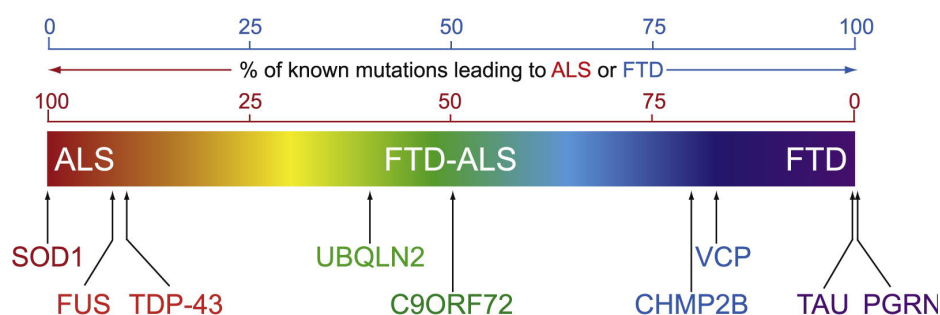 0 25 50 75 100
% of known mutations leading to ALS or FTD
100 25 50 75 0
ALS FTD-ALS FTD
SOD1 UBQLN2 VCP
FUS TDP-43 C9ORF72 CHMP2B TAU PGRN